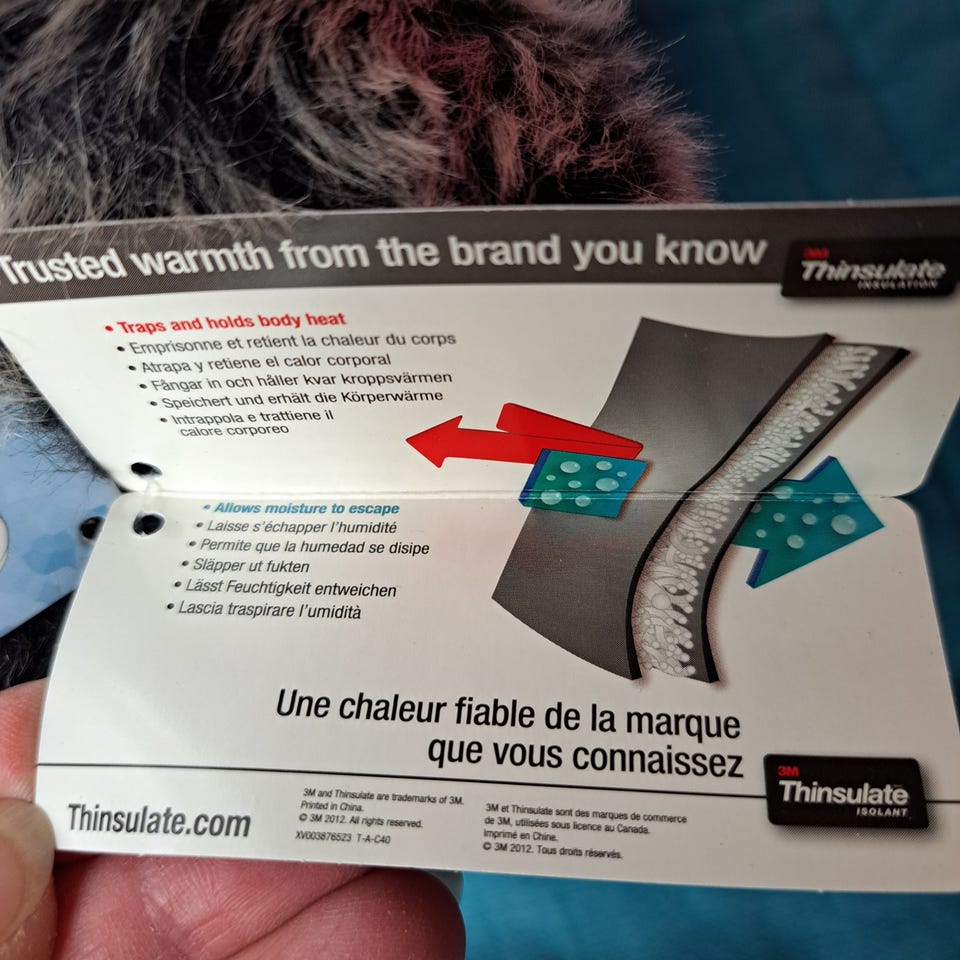 Trusted warmth from the brand you know
3M
Thinsulate
INSULATION
• Traps and holds body heat
• Emprisonne et retient la chaleur du corps
• Atrapa y retiene el calor corporal
• Fångar in och håller kvar kroppsvärmen
• Speichert und erhält die Körperwärme
• Intrappola e trattiene il
calore corporeo
• Allows moisture to escape
• Laisse s'échapper l'humidité
• Permite que la humedad se disipe
• Släpper ut fukten
• Lässt Feuchtigkeit entweichen
• Lascia traspirare l'umidità
Une chaleur fiable de la marque
que vous connaissez
3M
Thinsulate
ISOLANT
Thinsulate.com
3M and Thinsulate are trademarks of 3M.
Printed in China.
© 3M 2012. All rights reserved.
XV003876523 T-A-C40
3M et Thinsulate sont des marques de commerce
de 3M, utilisées sous licence au Canada.
Imprimé en Chine.
© 3M 2012. Tous droits réservés.